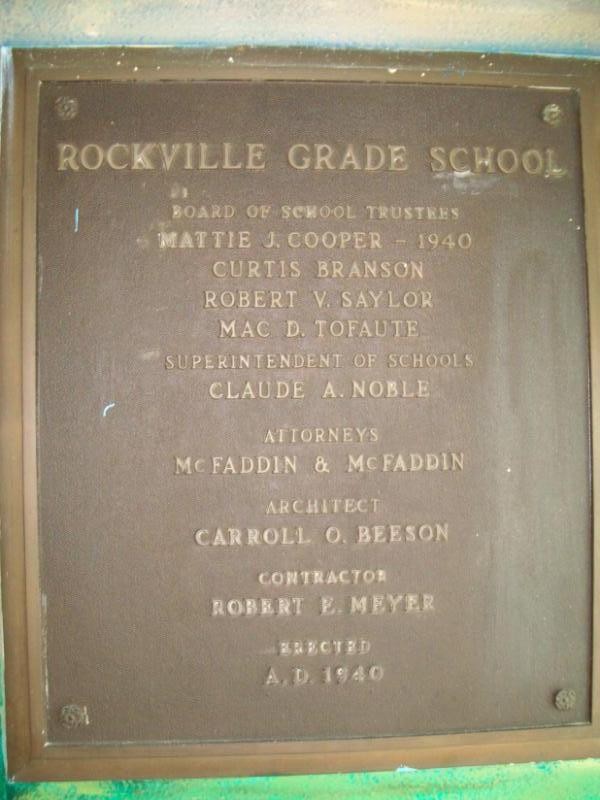 ROCKVILLE GRADE SCHOOL
BOARD OF SCHOOL TRUSTEES
MATTIE J. COOPER - 1940
CURTIS BRANSON
ROBERT V. SAYLOR
MAC D. TOFAUTE
SUPERINTENDENT OF SCHOOLS
CLAUDE A. NOBLE
ATTORNEYS
MCFADDIN & MCFADDIN
ARCHITECT
CARROLL O. BEESON
CONTRACTOR
ROBERT E. MEYER
ERECTED
A. D. 1940